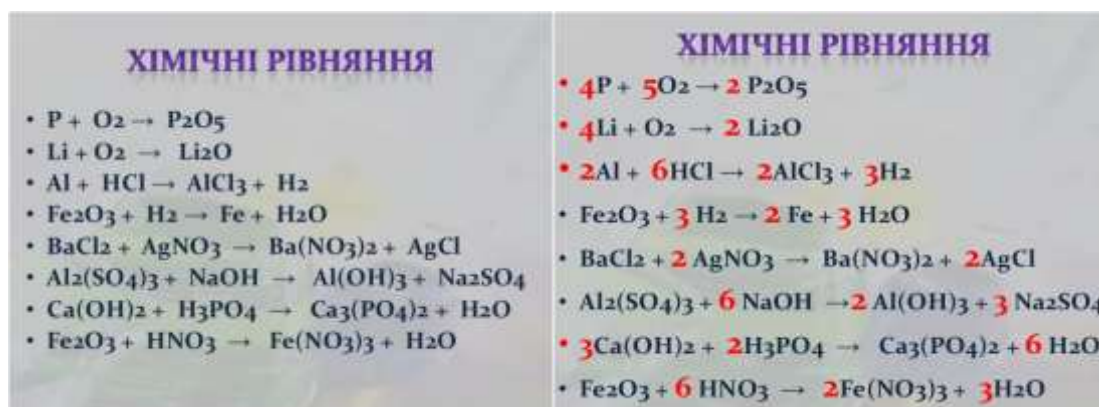 ХІМІЧНІ РІВНЯННЯ
• P + O2 → P2O5
• Li + O2 → Li2O
• Al + HCl → AlCl3 + H2
• Fe2O3 + H2 → Fe + H2O
• BaCl2 + AgNO3 → Ba(NO3)2 + AgCl
• Al2(SO4)3 + NaOH → Al(OH)3 + Na2SO4
• Ca(OH)2 + H3PO4 → Ca3(PO4)2 + H2O
• Fe2O3 + HNO3 → Fe(NO3)3 + H2O
ХІМІЧНІ РІВНЯННЯ
• 4P + 5O2 → 2 P2O5
• 4Li + O2 → 2 Li2O
• 2Al + 6HCl → 2AlCl3 + 3H2
• Fe2O3 + 3 H2 → 2 Fe + 3 H2O
• BaCl2 + 2 AgNO3 → Ba(NO3)2 + 2AgCl
• Al2(SO4)3 + 6 NaOH →2 Al(OH)3 + 3 Na2SO4
• 3Ca(OH)2 + 2H3PO4 → Ca3(PO4)2 + 6 H2O
• Fe2O3 + 6 HNO3 → 2Fe(NO3)3 + 3H2O